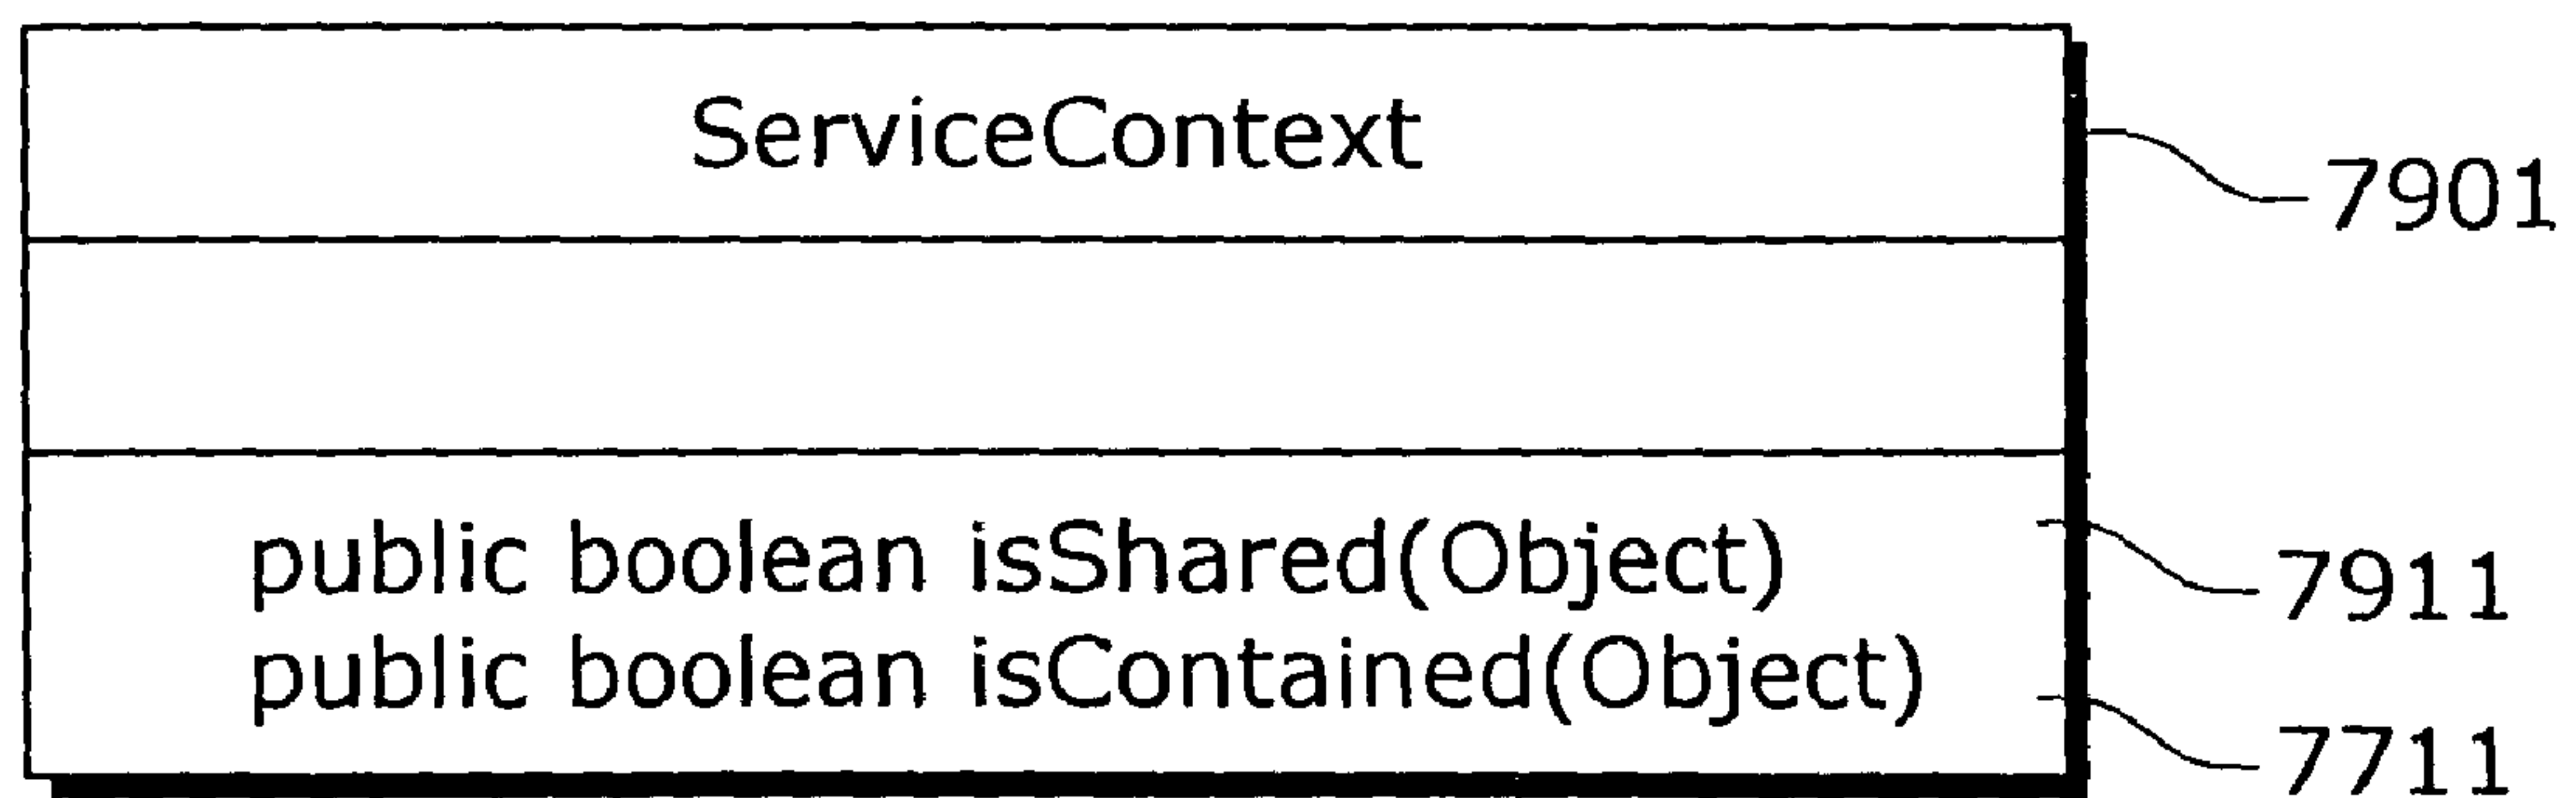 ServiceContext
7901
public boolean isShared(Object)
7911
public boolean isContained(Object)
7711